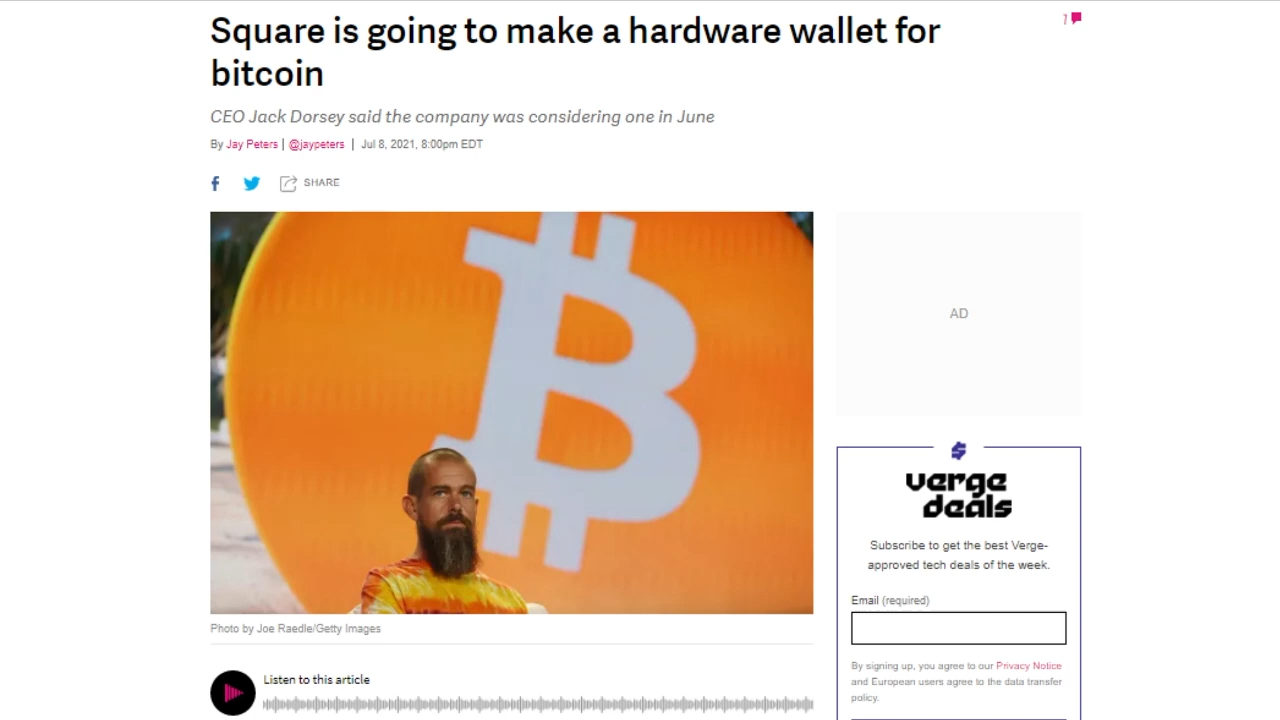 Square is going to make a hardware wallet for
bitcoin
7
CEO Jack Dorsey said the company was considering one in June
By Jay Peters | @jaypeters | Jul 8, 2021, 8:00pm EDT
SHARE
AD
verge
deals
Subscribe to get the best Verge-
approved tech deals of the week.
Email (required)
Photo by Joe Raedle/Getty Images
By signing up, you agree to our Privacy Notice
and European users agree to the data transfer
policy.
Listen to this article